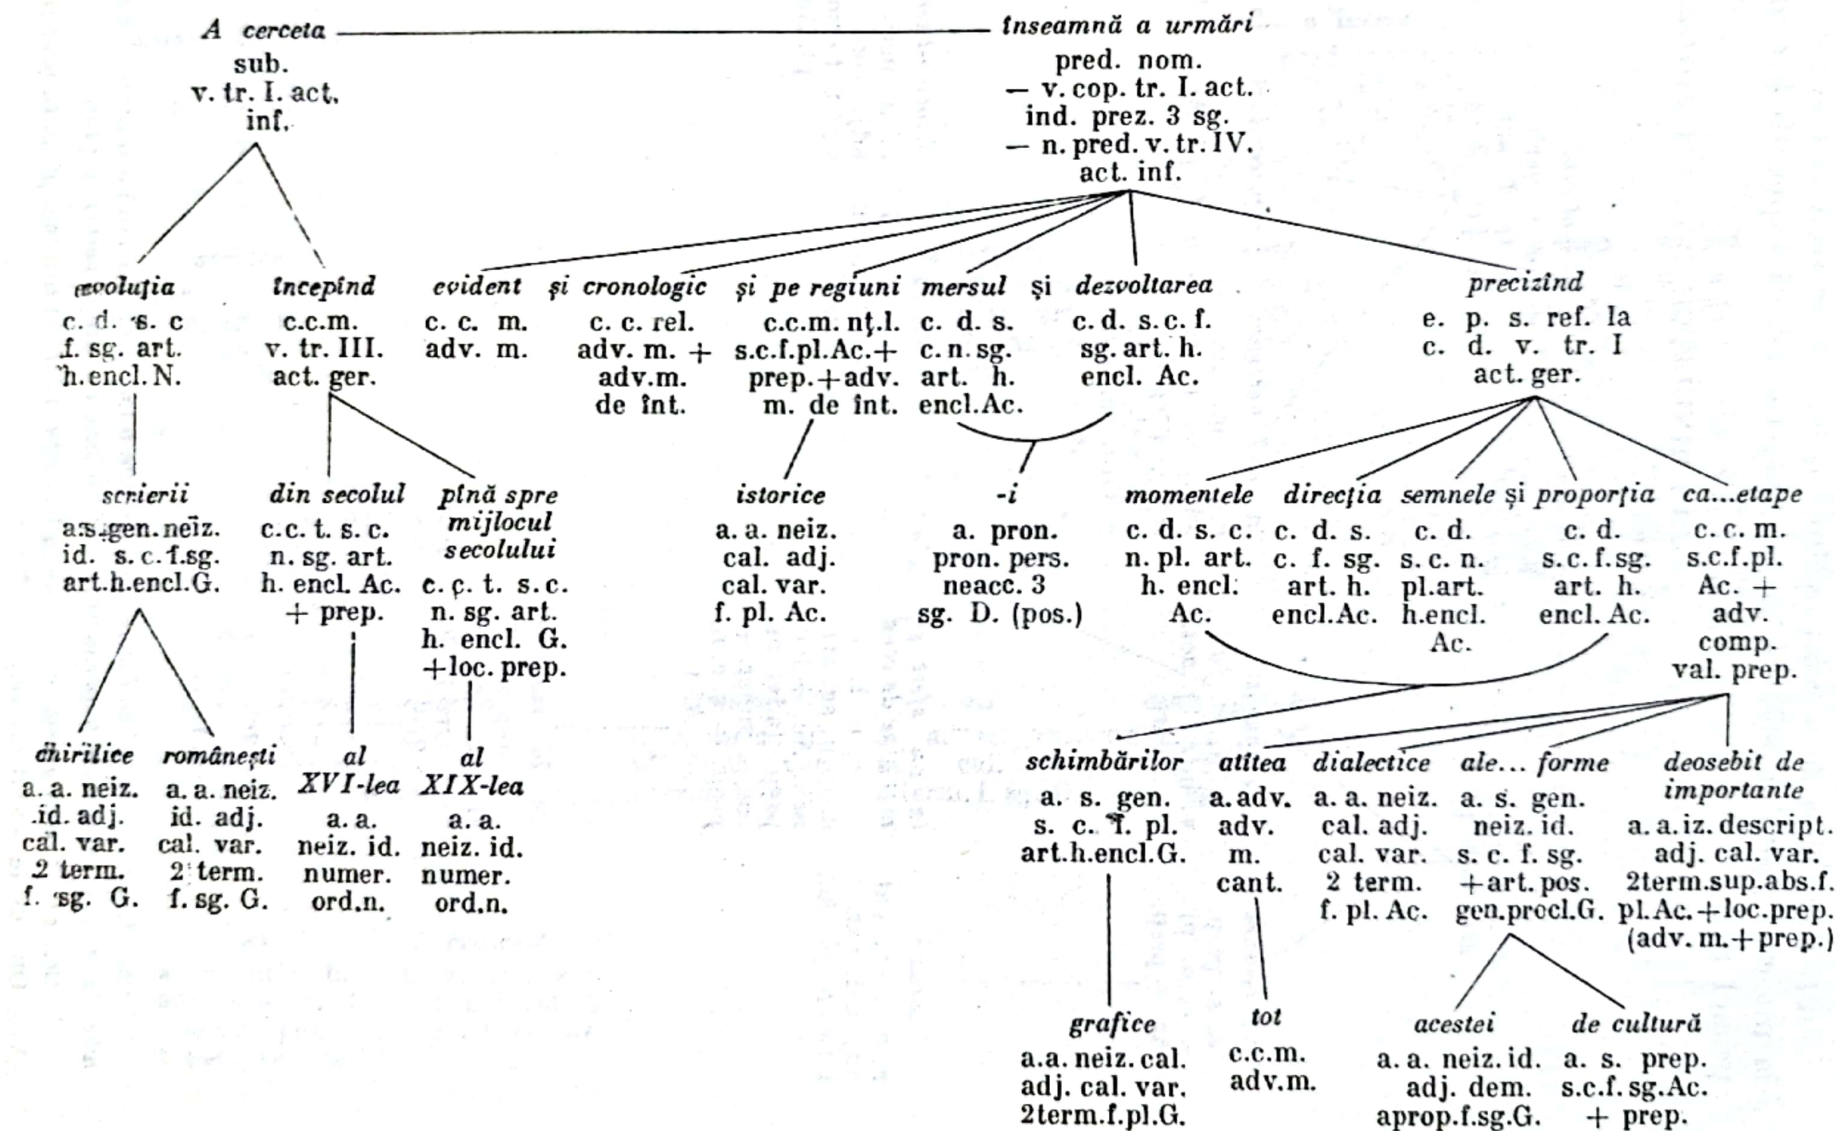 A cerceta
sub.
v. tr. I. act.
inf.
înseamnă a urmări
pred. nom.
— v. cop. tr. I. act.
ind. prez. 3 sg.
— n. pred. v. tr. IV.
act. inf.
evoluția
c. d. s. c
f. sg. art.
h. encl. N.
începînd
c.c.m.
v. tr. III.
act. ger.
evident
c. c. m.
adv. m.
și cronologic
c. c. rel.
adv. m. +
adv.m.
de înt.
și pe regiuni
c.c.m. nț.l.
s.c.f.pl.Ac.+
prep.+adv.
m. de înt.
mersul
c. d. s.
c. n. sg.
art. h.
encl.Ac.
și
dezvoltarea
c. d. s.c. f.
sg. art. h.
encl. Ac.
precizînd
e. p. s. ref. Ia
c. d. v. tr. I
act. ger.
scrierii
a.s.gen. neiz.
id. s. c. f.sg.
art.h.encl.G.
din secolul
c.c. t. s. c.
n. sg. art.
h. encl. Ac.
+ prep.
pînă spre
mijlocul
secolului
c. c. t. s. c.
n. sg. art.
h. encl. G.
+loc. prep.
istorice
a. a. neiz.
cal. adj.
cal. var.
f. pl. Ac.
-i
a. pron.
pron. pers.
neacc. 3
sg. D. (pos.)
momentele
c. d. s. c.
n. pl. art.
h. encl.
Ac.
direcția
c. d. s.
c. f. sg.
art. h.
encl.Ac.
semnele
c. d.
s. c. n.
pl.art.
h.encl.
Ac.
și proporția
c. d.
s.c.f.sg.
art. h.
encl. Ac.
ca...etape
c.c. m.
s.c.f.pl.
Ac. +
adv.
comp.
val. prep.
chirilice
a. a. neiz.
id. adj.
cal. var.
2 term.
f. sg. G.
românești
a. a. neiz.
id. adj.
cal. var.
2 term.
f. sg. G.
al
XVI-lea
a. a.
neiz. id.
numer.
ord.n.
al
XIX-lea
a. a.
neiz. id.
numer.
ord.n.
schimbărilor
a. s. gen.
s. c. f. pl.
art.h.encl.G.
atîtea
a. adv.
adv.
m.
cant.
dialectice
a. a. neiz.
cal. adj.
cal. var.
2 term.
f. pl. Ac.
ale... forme
a. s. gen.
neiz. id.
s. c. f. sg.
+art. pos.
gen.procl.G.
deosebit de
importante
a. a. iz. descript.
adj. cal. var.
2term.sup.abs.f.
pl.Ac.+loc.prep.
(adv. m.+prep.)
grafice
a.a. neiz. cal.
adj. cal. var.
2term.f.pl.G.
tot
c.c.m.
adv.m.
acestei
a. a. neiz. id.
adj. dem.
aprop.f.sg.G.
de cultură
a. s. prep.
s.c.f. sg.Ac.
+ prep.